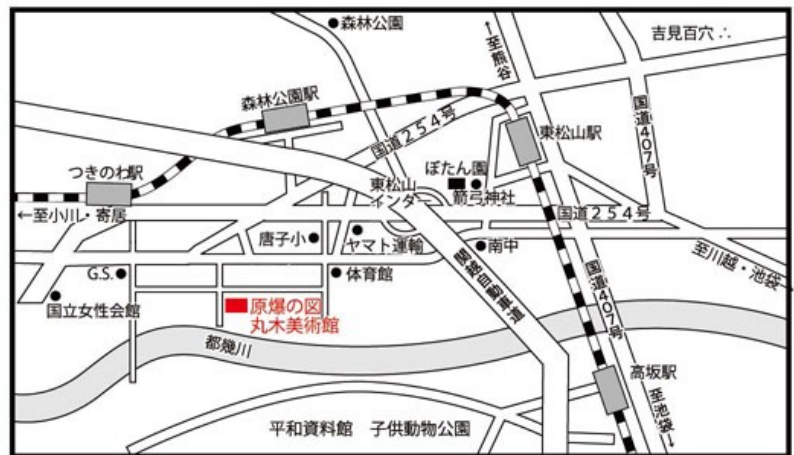 森林公園
←至熊谷
吉見百穴
森林公園駅
国道254号
東松山駅
国道407号
つきのわ駅
ぼたん園
箭弓神社
東松山
インター
←至小川・寄居
国道254号
唐子小
ヤマト運輸
南中
至川越・池袋
G.S.
体育館
関越自動車道
国道407号
国立女性会館
原爆の図
丸木美術館
都幾川
高坂駅
至池袋→
平和資料館 子供動物公園